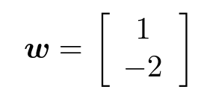 w = [ 1
-2 ]